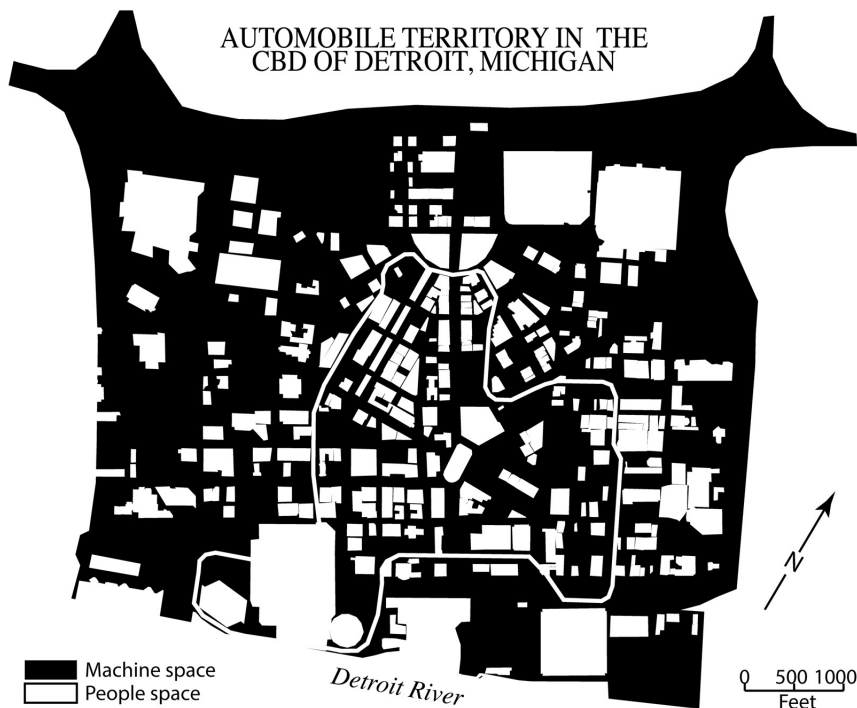 AUTOMOBILE TERRITORY IN THE
CBD OF DETROIT, MICHIGAN
N
Machine space
People space
Detroit River
0 500 1000
Feet